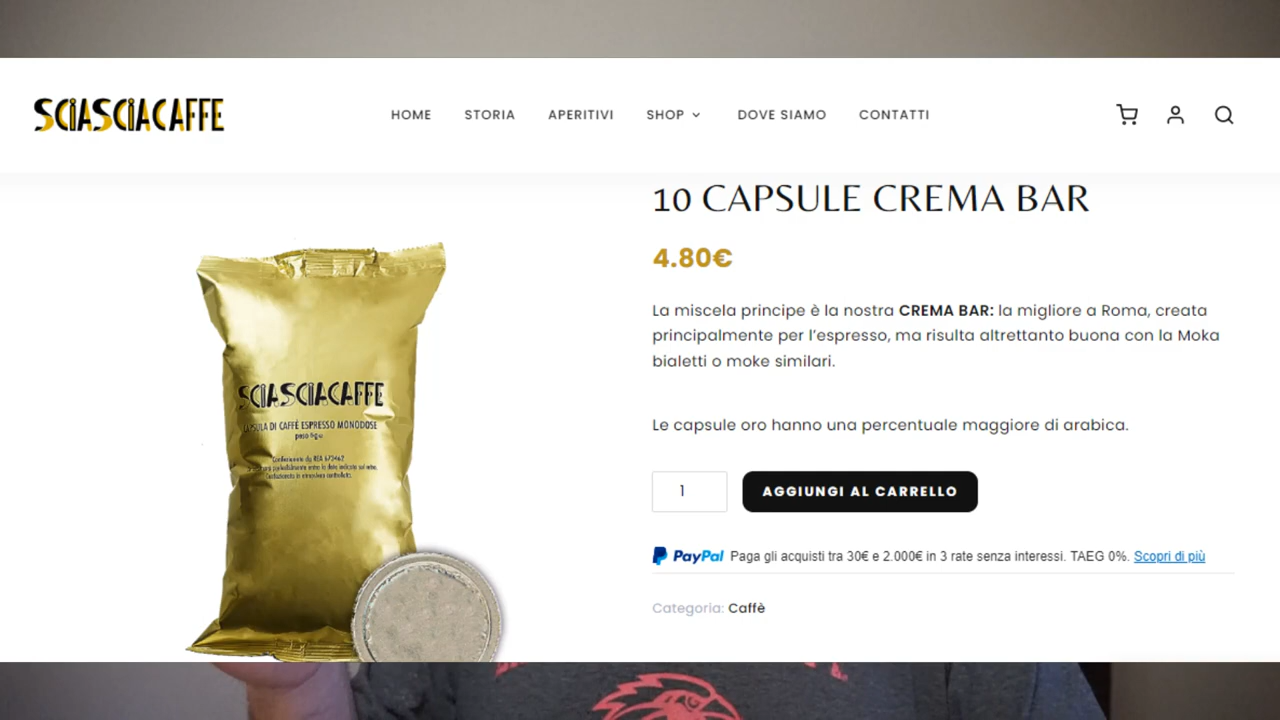 SCIASCIACAFFE
HOME STORIA APERITIVI SHOP DOVE SIAMO CONTATTI
10 CAPSULE CREMA BAR
4.80€
La miscela principe è la nostra CREMA BAR: la migliore a Roma, creata
principalmente per l'espresso, ma risulta altrettanto buona con la Moka
bialetti o moke similari.
Le capsule oro hanno una percentuale maggiore di arabica.
1 AGGIUNGI AL CARRELLO
PayPal Paga gli acquisti tra 30€ e 2.000€ in 3 rate senza interessi. TAEG 0%. Scopri di più
Categoria: Caffè
SCIASCIACAFFE
DI CAFFÈ ESPRESSO MONODOSE